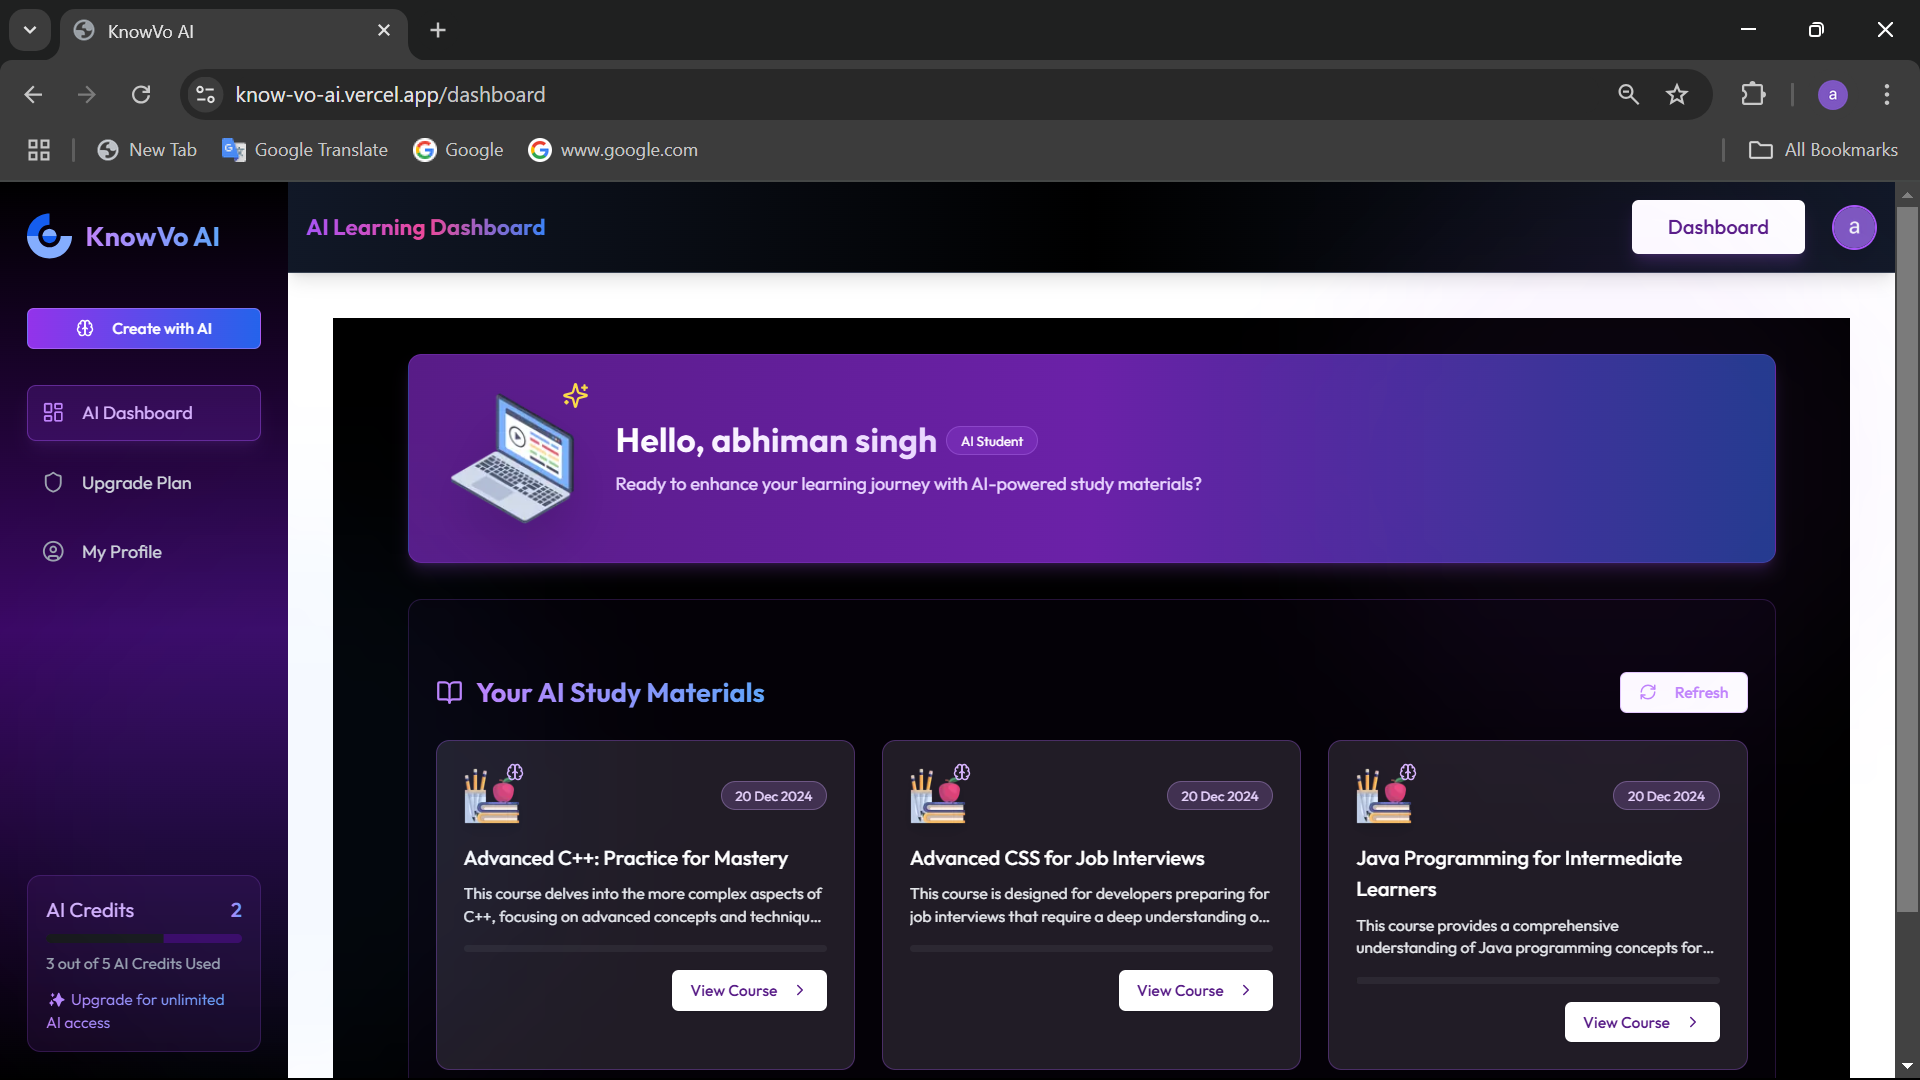 KnowVo AI
know-vo-ai.vercel.app/dashboard
a
New Tab
Google Translate
Google
www.google.com
All Bookmarks
KnowVo AI
AI Learning Dashboard
Dashboard
a
Create with AI
AI Dashboard
Upgrade Plan
My Profile
Hello, abhiman singh
AI Student
Ready to enhance your learning journey with AI-powered study materials?
Your AI Study Materials
Refresh
20 Dec 2024
Advanced C++: Practice for Mastery
This course delves into the more complex aspects of
C++, focusing on advanced concepts and techniqu...
View Course
20 Dec 2024
Advanced CSS for Job Interviews
This course is designed for developers preparing for
job interviews that require a deep understanding o...
View Course
20 Dec 2024
Java Programming for Intermediate
Learners
This course provides a comprehensive
understanding of Java programming concepts for...
View Course
AI Credits
2
3 out of 5 AI Credits Used
Upgrade for unlimited
AI access